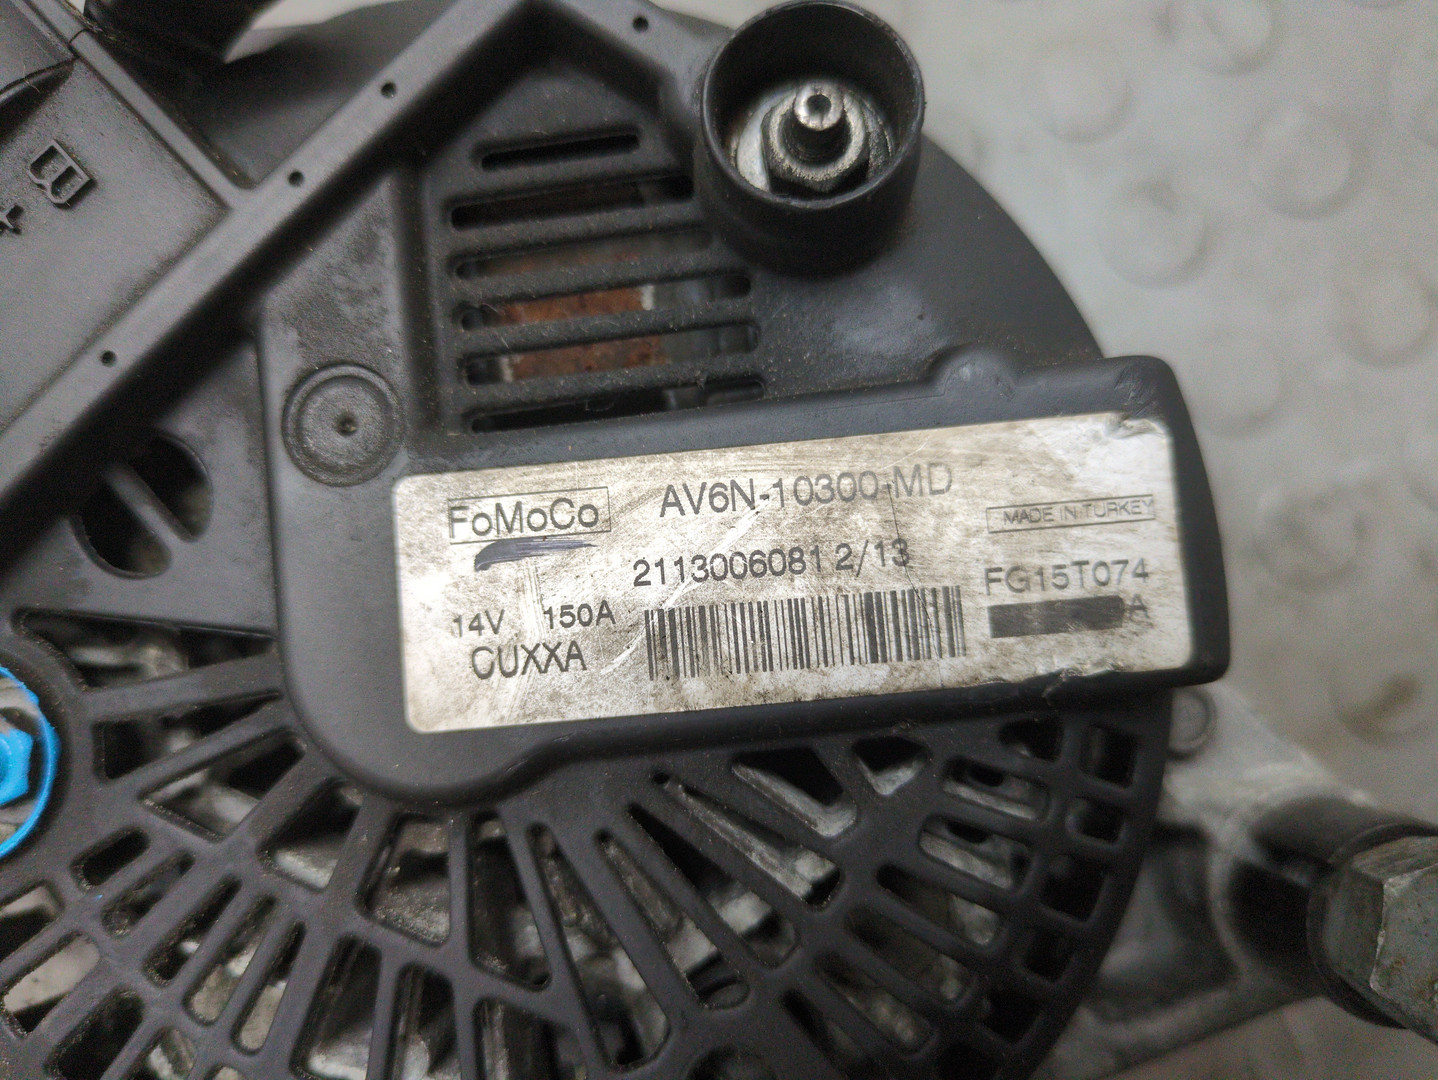 B
+
FoMoCo
AV6N-10300-MD
MADE IN TURKEY
2113006081 2/13
FG15T074
14V 150A
A
CUXXA